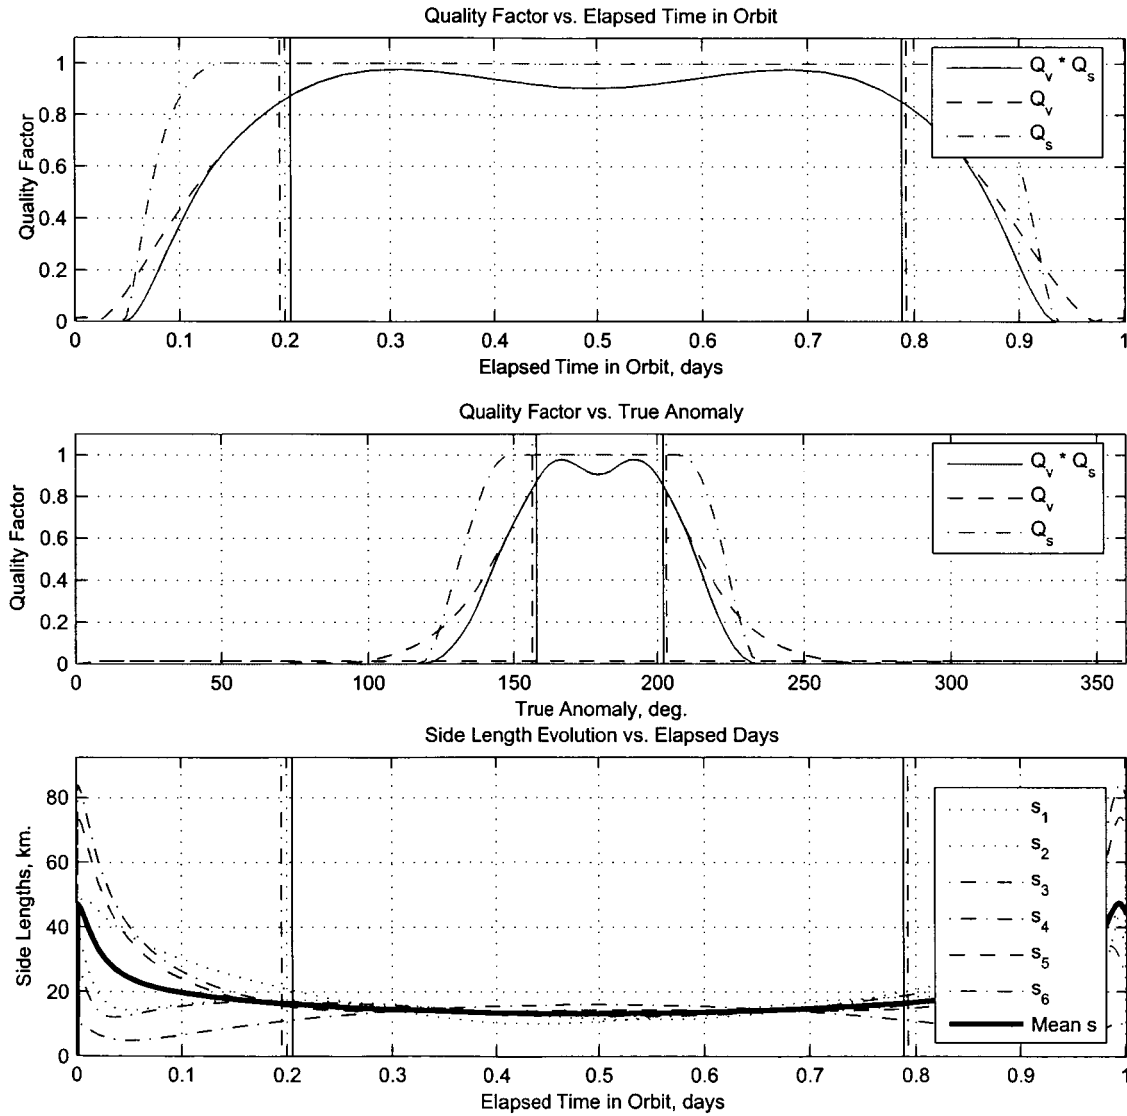 Quality Factor vs. Elapsed Time in Orbit
Quality Factor
1
0.8
0.6
0.4
0.2
0
Q_v * Q_s
Q_v
Q_s
0 0.1 0.2 0.3 0.4 0.5 0.6 0.7 0.8 0.9 1
Elapsed Time in Orbit, days
Quality Factor vs. True Anomaly
Quality Factor
1
0.8
0.6
0.4
0.2
0
Q_v * Q_s
Q_v
Q_s
0 50 100 150 200 250 300 350
True Anomaly, deg.
Side Length Evolution vs. Elapsed Days
Side Lengths, km.
80
60
40
20
0
s_1
s_2
s_3
s_4
s_5
s_6
Mean s
0 0.1 0.2 0.3 0.4 0.5 0.6 0.7 0.8 0.9 1
Elapsed Time in Orbit, days